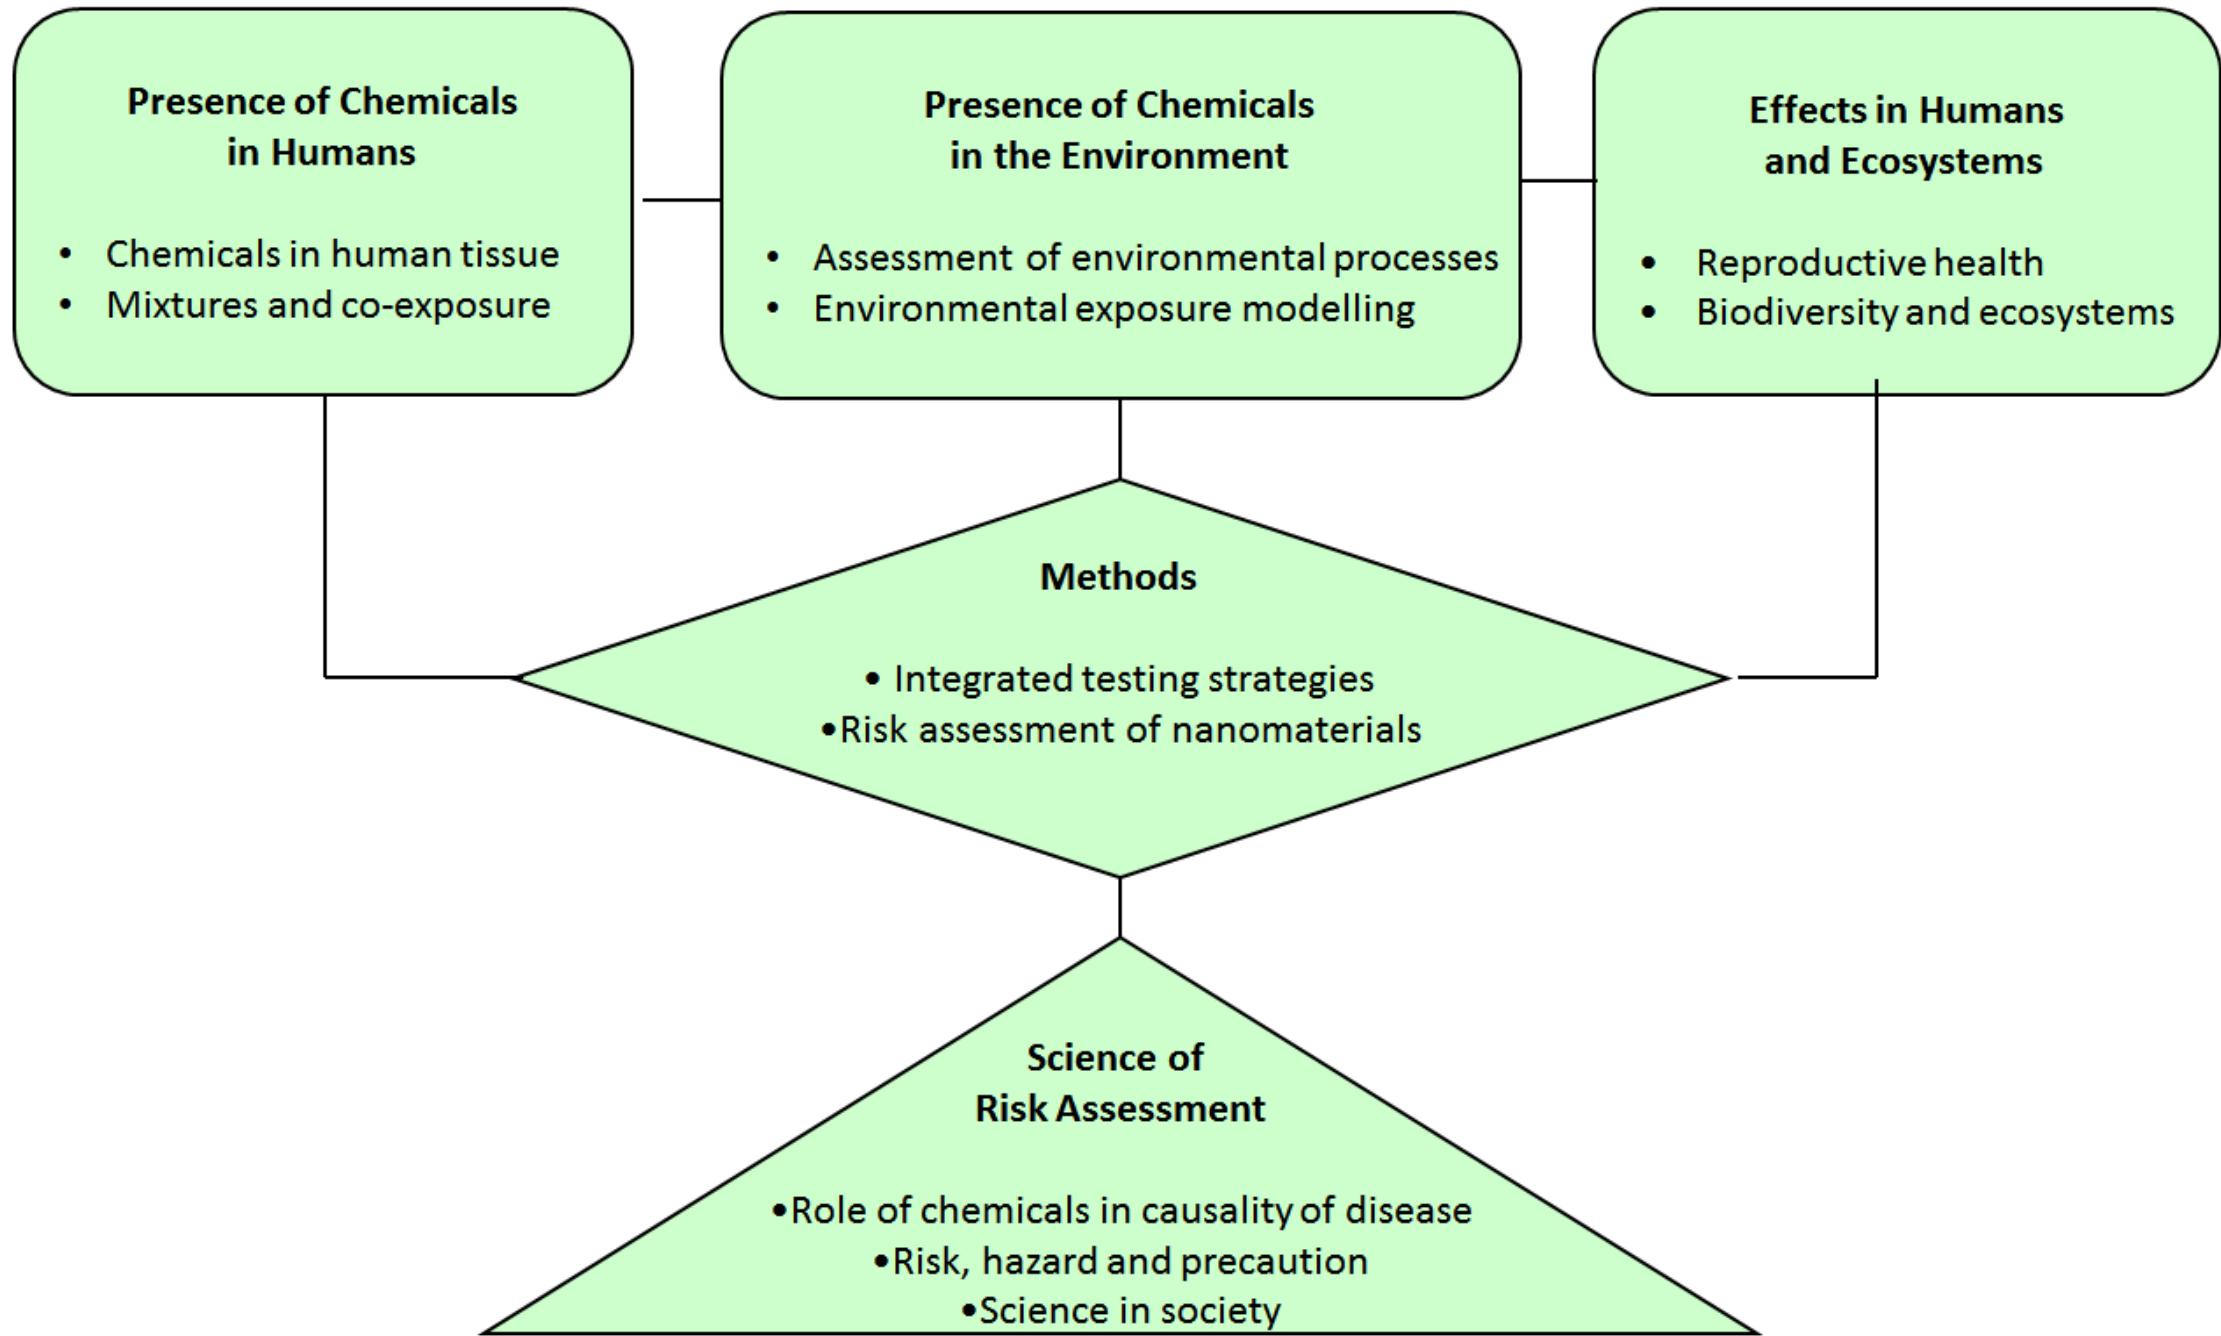 Presence of Chemicals
in Humans
• Chemicals in human tissue
• Mixtures and co-exposure
Presence of Chemicals
in the Environment
• Assessment of environmental processes
• Environmental exposure modelling
Effects in Humans
and Ecosystems
• Reproductive health
• Biodiversity and ecosystems
Methods
• Integrated testing strategies
•Risk assessment of nanomaterials
Science of
Risk Assessment
•Role of chemicals in causality of disease
•Risk, hazard and precaution
•Science in society